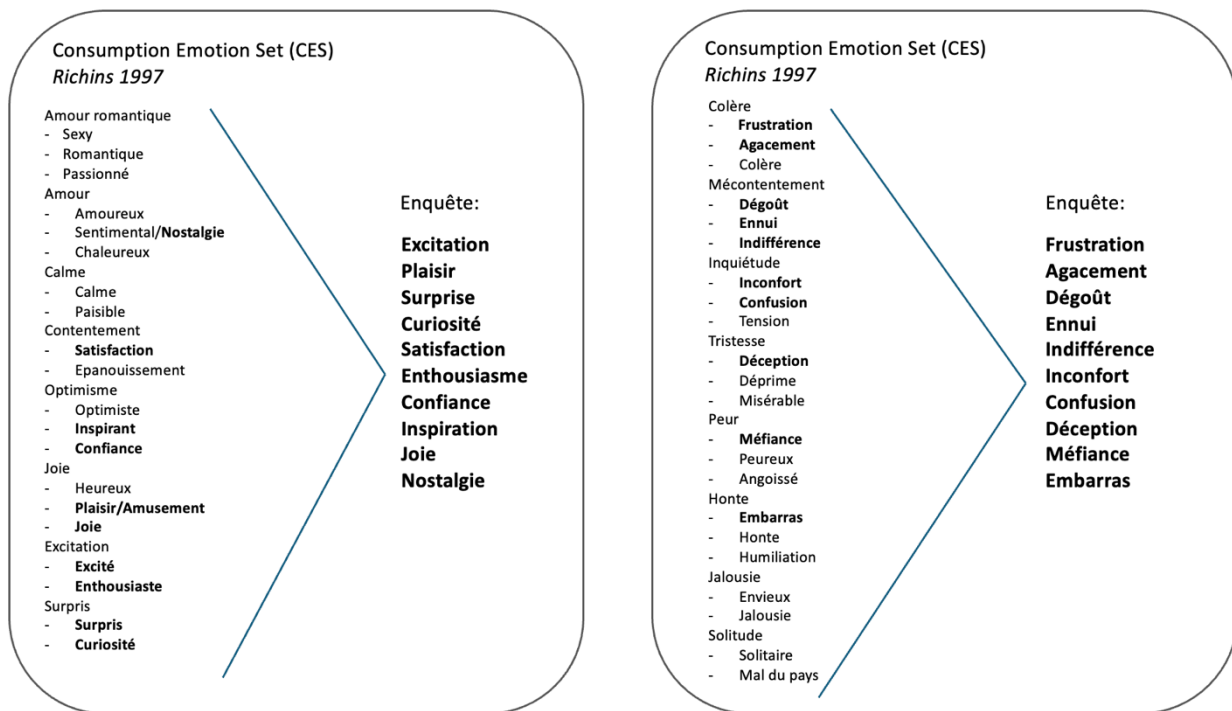 Consumption Emotion Set (CES)
Richins 1997
Amour romantique
- Sexy
- Romantique
- Passionné
Amour
- Amoureux
- Sentimental/Nostalgie
- Chaleureux
Calme
- Calme
- Paisible
Contentement
- Satisfaction
- Epanouissement
Optimisme
- Optimiste
- Inspirant
- Confiance
Joie
- Heureux
- Plaisir/Amusement
- Joie
Excitation
- Excité
- Enthousiaste
Surpris
- Surpris
- Curiosité
Enquête:
Excitation
Plaisir
Surprise
Curiosité
Satisfaction
Enthousiasme
Confiance
Inspiration
Joie
Nostalgie
Consumption Emotion Set (CES)
Richins 1997
Colère
- Frustration
- Agacement
- Colère
Mécontentement
- Dégoût
- Ennui
- Indifférence
Inquiétude
- Inconfort
- Confusion
- Tension
Tristesse
- Déception
- Déprime
- Misérable
Peur
- Méfiance
- Peureux
- Angoissé
Honte
- Embarras
- Honte
- Humiliation
Jalousie
- Envieux
- Jalousie
Solitude
- Solitaire
- Mal du pays
Enquête:
Frustration
Agacement
Dégoût
Ennui
Indifférence
Inconfort
Confusion
Déception
Méfiance
Embarras